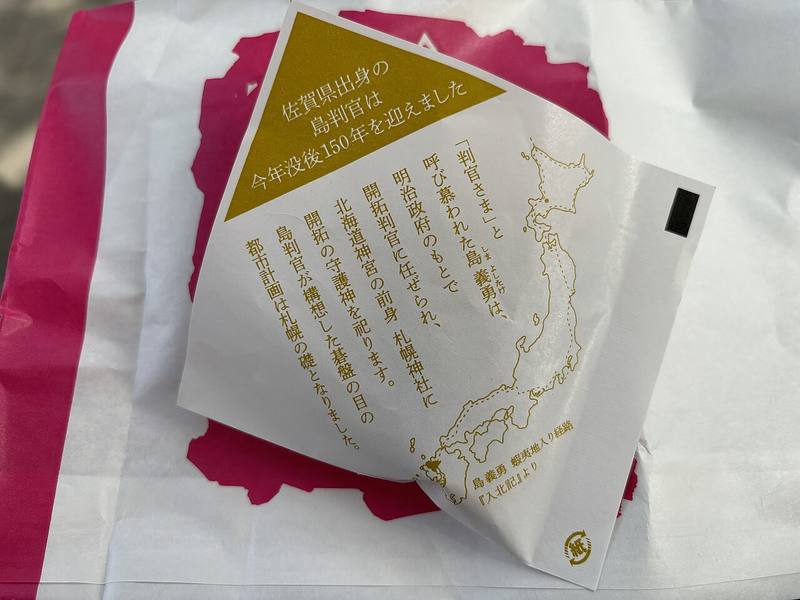 佐賀県出身の
島判官は
今年没後150年を迎えました
「判官さま」と
呼び慕われた島 義勇は、
しま よしたけ
明治政府のもとで
開拓判官に任ぜられ、
北海道神宮の前身 札幌神社に
開拓の守護神を祀ります。
島判官が構想した碁盤の目の
都市計画は札幌の礎となりました。
島 義勇 蝦夷地入り経路
『入北記』より